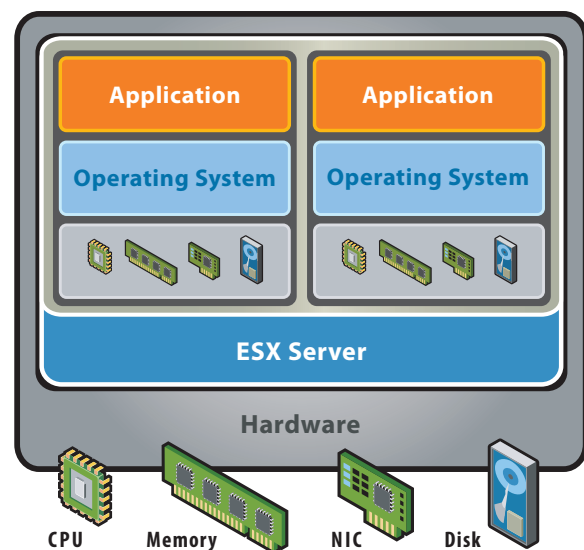 Application
Application
Operating System
Operating System
ESX Server
Hardware
CPU
Memory
NIC
Disk